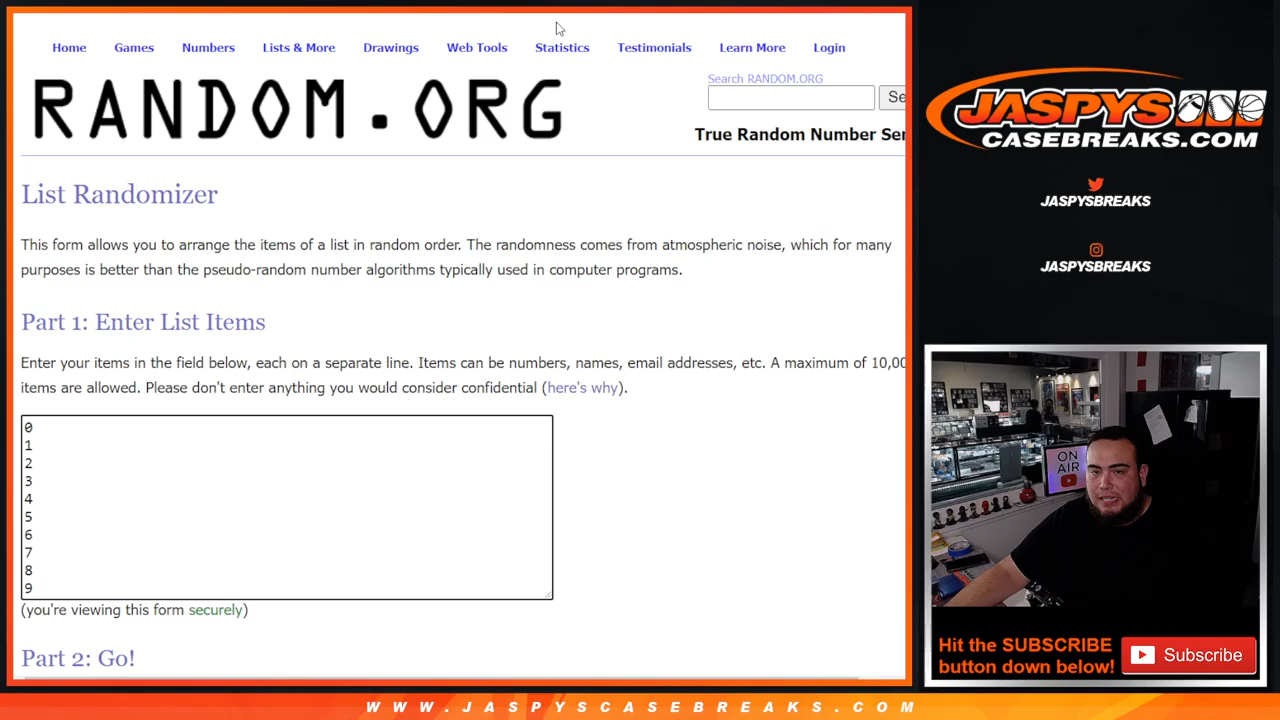 Home Games Numbers Lists & More Drawings Web Tools Statistics Testimonials Learn More Login
RANDOM.ORG
Search RANDOM.ORG
Se
True Random Number Ser
List Randomizer
This form allows you to arrange the items of a list in random order. The randomness comes from atmospheric noise, which for many
purposes is better than the pseudo-random number algorithms typically used in computer programs.
Part 1: Enter List Items
Enter your items in the field below, each on a separate line. Items can be numbers, names, email addresses, etc. A maximum of 10,00
items are allowed. Please don't enter anything you would consider confidential (here's why).
0
1
2
3
4
5
6
7
8
9
(you're viewing this form securely)
Part 2: Go!
JASPYS
CASEBREAKS.COM
JASPYSBREAKS
JASPYSBREAKS
ON
AIR
Hit the SUBSCRIBE
button down below!
Subscribe
WWW.JASPYSCASEBREAKS.COM